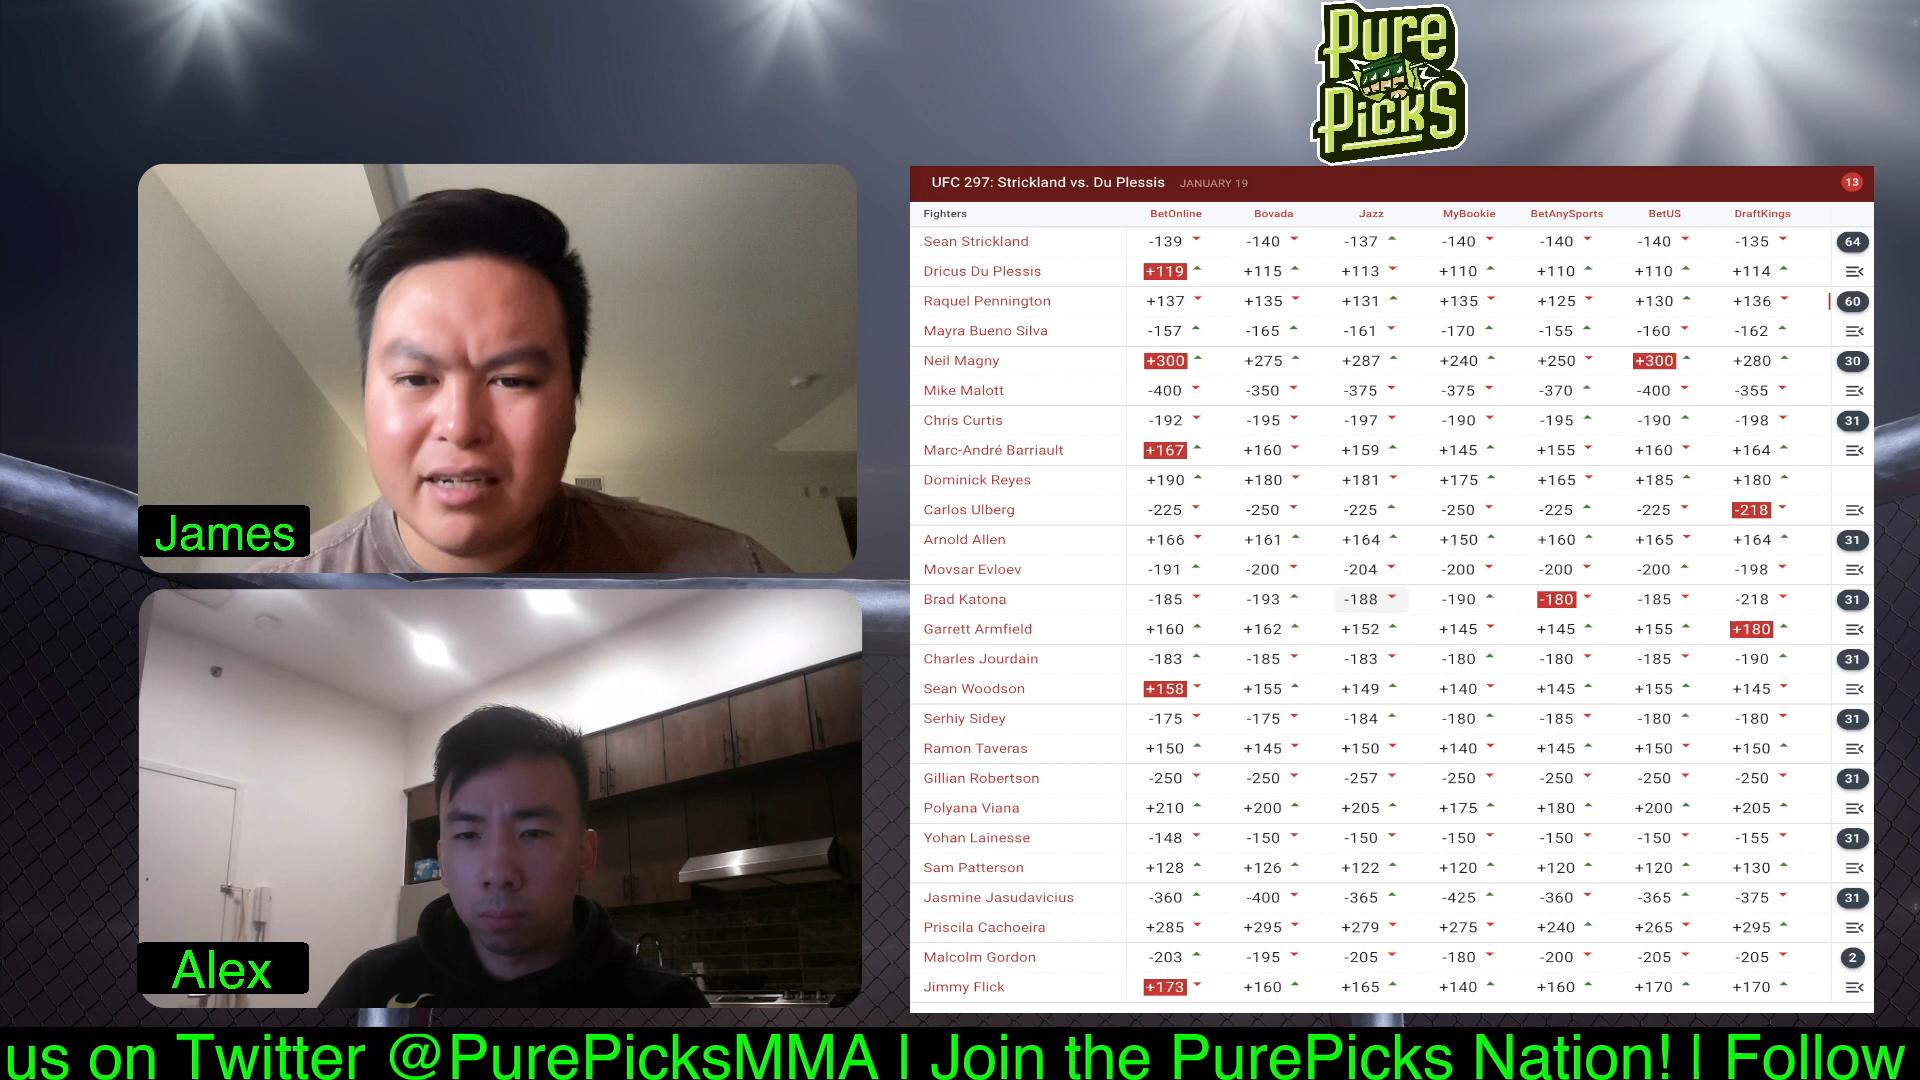 Pure
Picks
UFC 297: Strickland vs. Du Plessis JANUARY 19 13
Fighters BetOnline Bovada Jazz MyBookie BetAnySports BetUS DraftKings
Sean Strickland -139 -140 -137 -140 -140 -140 -135 64
Dricus Du Plessis +119 +115 +113 +110 +110 +110 +114
Raquel Pennington +137 +135 +131 +135 +125 +130 +136 60
Mayra Bueno Silva -157 -165 -161 -170 -155 -160 -162
Neil Magny +300 +275 +287 +240 +250 +300 +280 30
Mike Malott -400 -350 -375 -375 -370 -400 -355
Chris Curtis -192 -195 -197 -190 -195 -190 -198 31
Marc-André Barriault +167 +160 +159 +145 +155 +160 +164
Dominick Reyes +190 +180 +181 +175 +165 +185 +180
Carlos Ulberg -225 -250 -225 -250 -225 -225 -218
Arnold Allen +166 +161 +164 +150 +160 +165 +164 31
Movsar Evloev -191 -200 -204 -200 -200 -200 -198
Brad Katona -185 -193 -188 -190 -180 -185 -218 31
Garrett Armfield +160 +162 +152 +145 +145 +155 +180
Charles Jourdain -183 -185 -183 -180 -180 -185 -190 31
Sean Woodson +158 +155 +149 +140 +145 +155 +145
Serhiy Sidey -175 -175 -184 -180 -185 -180 -180 31
Ramon Taveras +150 +145 +150 +140 +145 +150 +150
Gillian Robertson -250 -250 -257 -250 -250 -250 -250 31
Polyana Viana +210 +200 +205 +175 +180 +200 +205
Yohan Lainesse -148 -150 -150 -150 -150 -150 -155 31
Sam Patterson +128 +126 +122 +120 +120 +120 +130
Jasmine Jasudavicius -360 -400 -365 -425 -360 -365 -375 31
Priscila Cachoeira +285 +295 +279 +275 +240 +265 +295
Malcolm Gordon -203 -195 -205 -180 -200 -205 -205 2
Jimmy Flick +173 +160 +165 +140 +160 +170 +170
James
Alex
us on Twitter @PurePicksMMA | Join the PurePicks Nation! | Follow